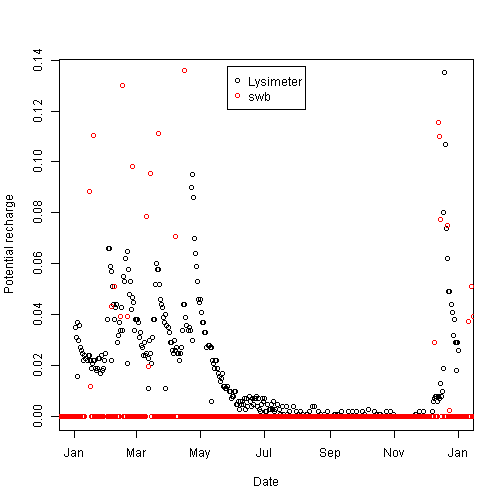 Lysimeter
swb
Potential recharge
0.14
0.12
0.10
0.08
0.06
0.04
0.02
0.00
Jan Mar May Jul Sep Nov Jan
Date